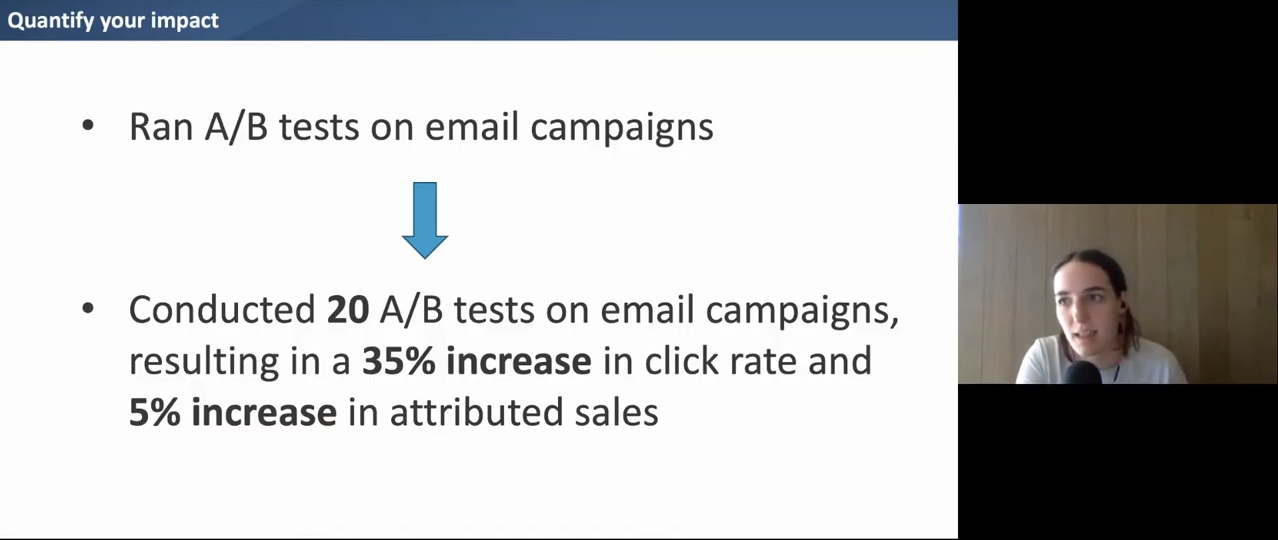 Quantify your impact
• Ran A/B tests on email campaigns
• Conducted 20 A/B tests on email campaigns,
resulting in a 35% increase in click rate and
5% increase in attributed sales